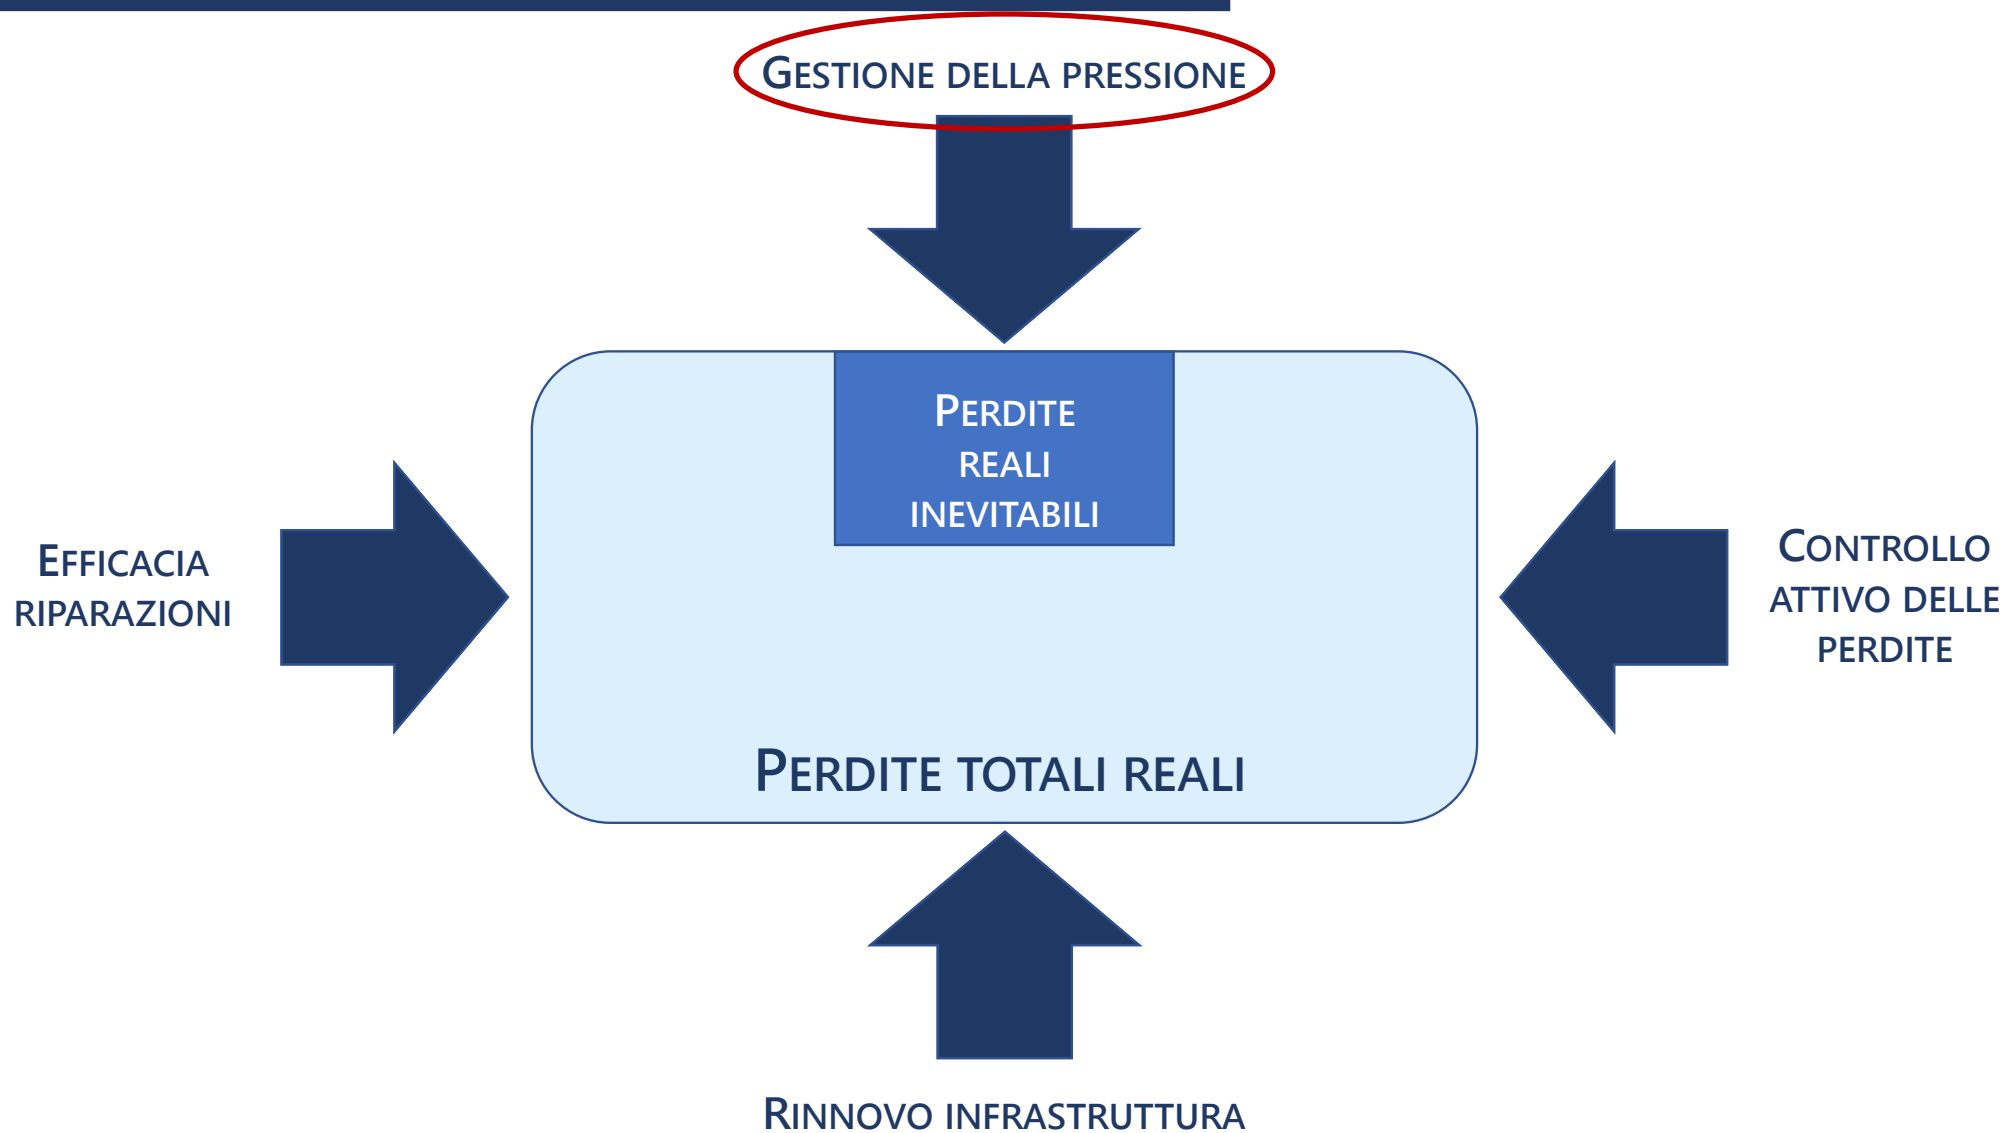 Gestione della pressione
Perdite
reali
inevitabili
Efficacia
riparazioni
Controllo
attivo delle
perdite
Perdite totali reali
Rinnovo infrastruttura